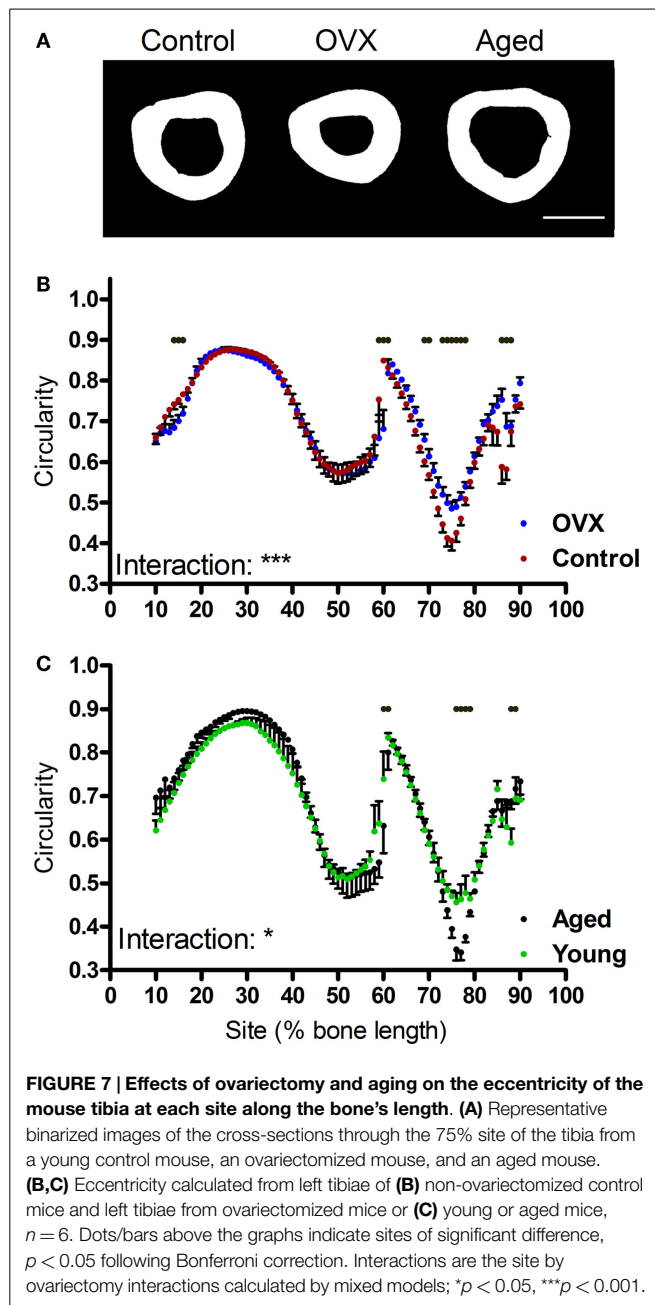 A
Control OVX Aged
B
1.0
0.9
0.8
0.7
0.6
0.5
0.4
0.3
Circularity
Interaction: ***
OVX
Control
0 10 20 30 40 50 60 70 80 90 100
C
1.0
0.9
0.8
0.7
0.6
0.5
0.4
0.3
Circularity
Interaction: *
Aged
Young
0 10 20 30 40 50 60 70 80 90 100
Site (% bone length)
FIGURE 7 | Effects of ovariectomy and aging on the eccentricity of the
mouse tibia at each site along the bone's length. (A) Representative
binarized images of the cross-sections through the 75% site of the tibia from
a young control mouse, an ovariectomized mouse, and an aged mouse.
(B,C) Eccentricity calculated from left tibiae of (B) non-ovariectomized control
mice and left tibiae from ovariectomized mice or (C) young or aged mice,
n = 6. Dots/bars above the graphs indicate sites of significant difference,
p < 0.05 following Bonferroni correction. Interactions are the site by
ovariectomy interactions calculated by mixed models; *p < 0.05, ***p < 0.001.